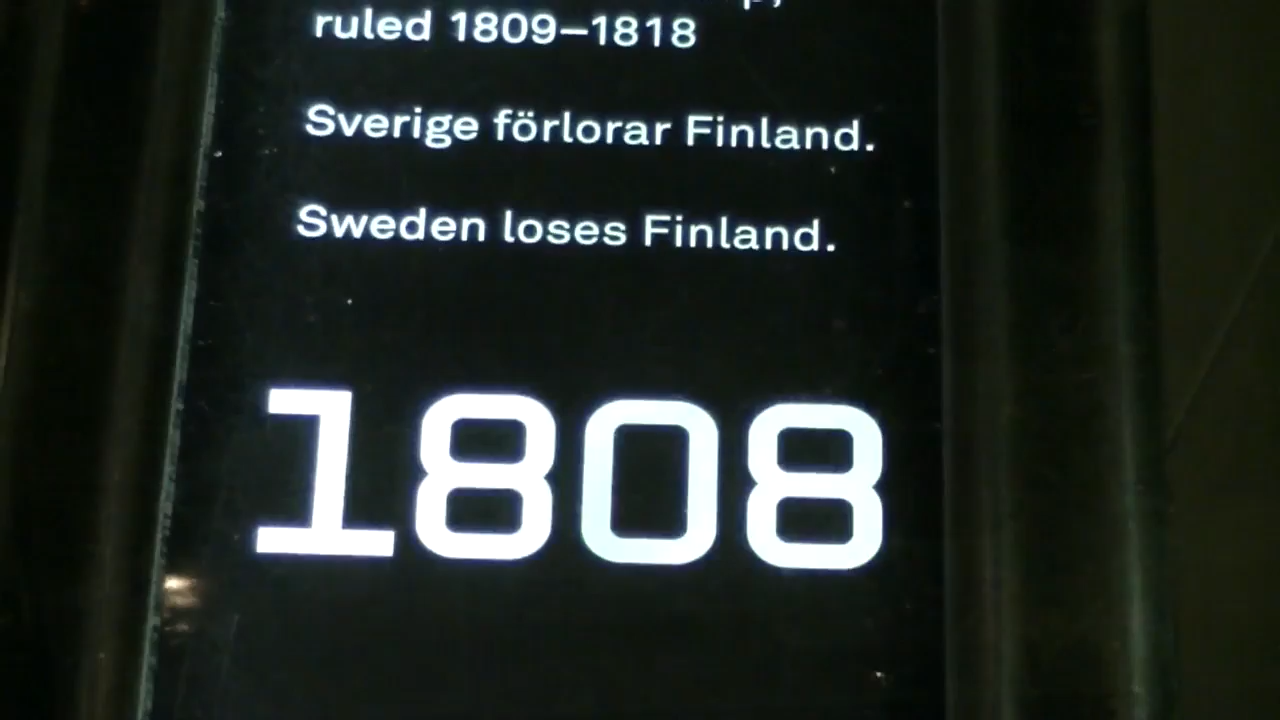 ruled 1809–1818
Sverige förlorar Finland.
Sweden loses Finland.
1808